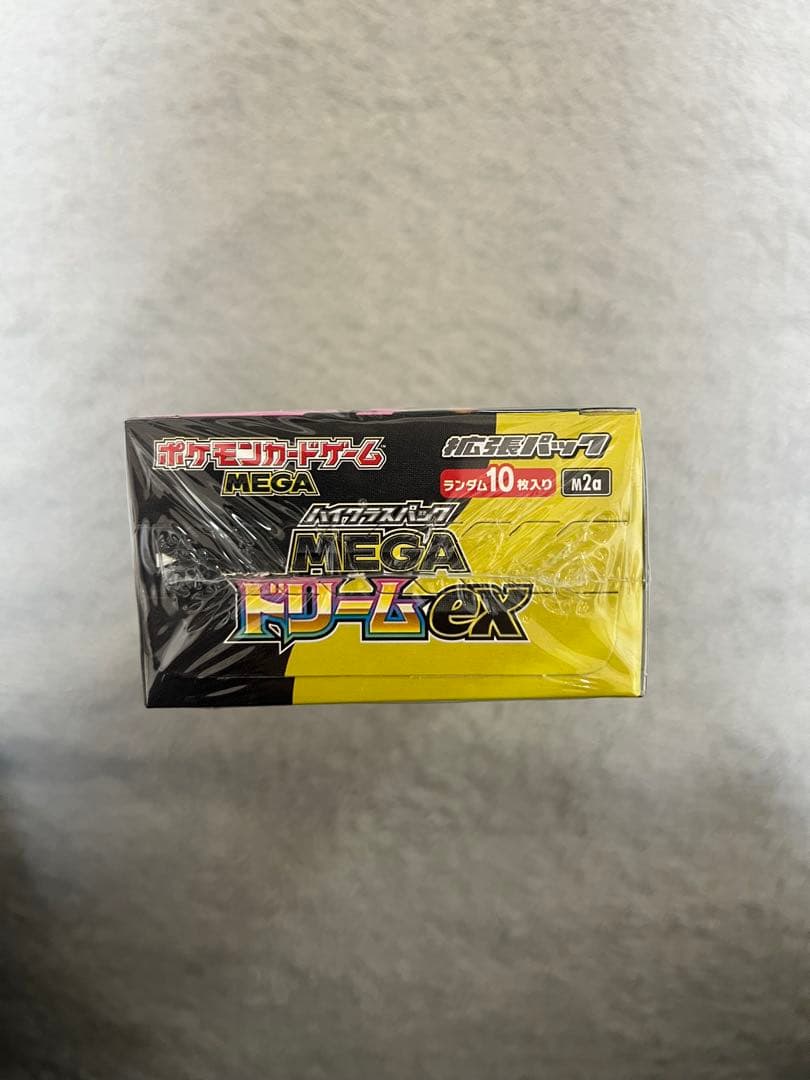 ポケモンカードゲーム
MEGA
拡張パック
ランダム10枚入り
M2a
ハイクラスパック
MEGA
ドリームex